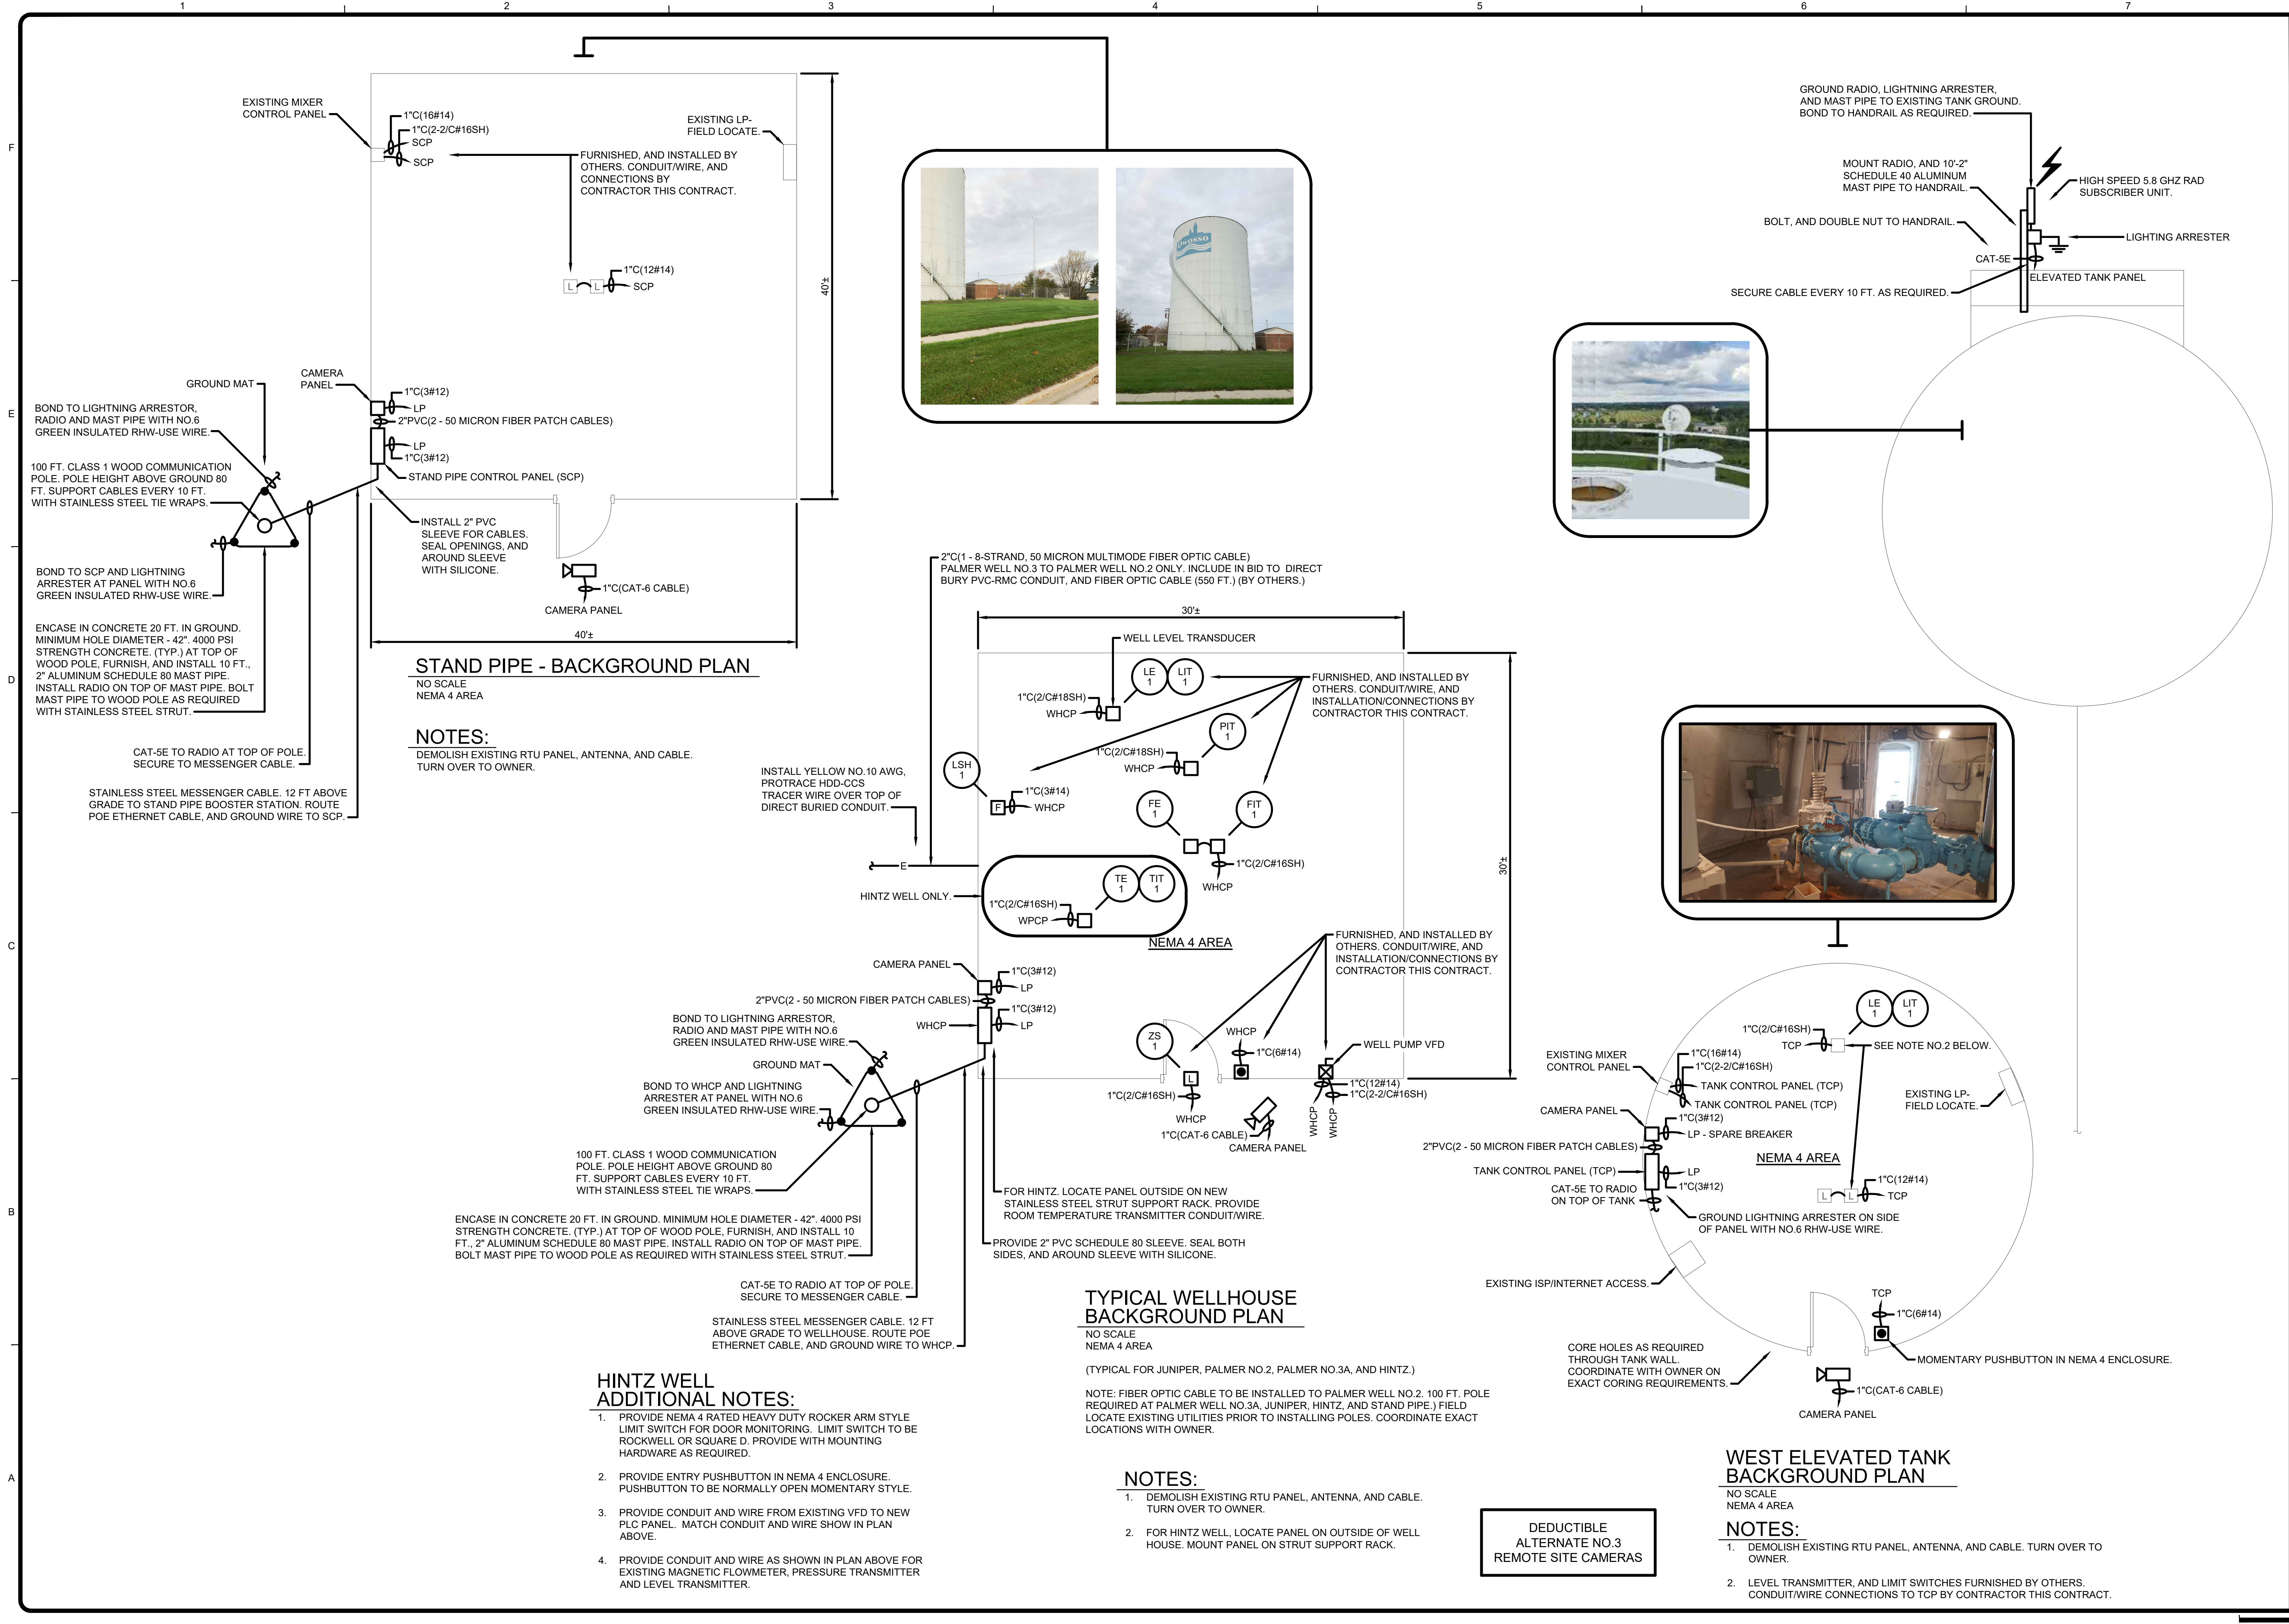 1
2
3
4
5
6
7
F
E
D
C
B
A
EXISTING MIXER
CONTROL PANEL
1"C(16#14)
1"C(2-2/C#16SH)
SCP
SCP
EXISTING LP-
FIELD LOCATE.
FURNISHED, AND INSTALLED BY
OTHERS. CONDUIT/WIRE, AND
CONNECTIONS BY
CONTRACTOR THIS CONTRACT.
1"C(12#14)
L
L
SCP
40'±
GROUND MAT
CAMERA
PANEL
1"C(3#12)
LP
2"PVC(2 - 50 MICRON FIBER PATCH CABLES)
LP
1"C(3#12)
STAND PIPE CONTROL PANEL (SCP)
BOND TO LIGHTNING ARRESTOR,
RADIO AND MAST PIPE WITH NO.6
GREEN INSULATED RHW-USE WIRE.
100 FT. CLASS 1 WOOD COMMUNICATION
POLE. POLE HEIGHT ABOVE GROUND 80
FT. SUPPORT CABLES EVERY 10 FT.
WITH STAINLESS STEEL TIE WRAPS.
INSTALL 2" PVC
SLEEVE FOR CABLES.
SEAL OPENINGS, AND
AROUND SLEEVE
WITH SILICONE.
BOND TO SCP AND LIGHTNING
ARRESTER AT PANEL WITH NO.6
GREEN INSULATED RHW-USE WIRE.
1"C(CAT-6 CABLE)
CAMERA PANEL
40'±
ENCASE IN CONCRETE 20 FT. IN GROUND.
MINIMUM HOLE DIAMETER - 42". 4000 PSI
STRENGTH CONCRETE. (TYP.) AT TOP OF
WOOD POLE, FURNISH, AND INSTALL 10 FT.,
2" ALUMINUM SCHEDULE 80 MAST PIPE.
INSTALL RADIO ON TOP OF MAST PIPE. BOLT
MAST PIPE TO WOOD POLE AS REQUIRED
WITH STAINLESS STEEL STRUT.
CAT-5E TO RADIO AT TOP OF POLE.
SECURE TO MESSENGER CABLE.
STAINLESS STEEL MESSENGER CABLE. 12 FT ABOVE
GRADE TO STAND PIPE BOOSTER STATION. ROUTE
POE ETHERNET CABLE, AND GROUND WIRE TO SCP.
STAND PIPE - BACKGROUND PLAN
NO SCALE
NEMA 4 AREA
NOTES:
DEMOLISH EXISTING RTU PANEL, ANTENNA, AND CABLE.
TURN OVER TO OWNER.
Owosso
2"C(1 - 8-STRAND, 50 MICRON MULTIMODE FIBER OPTIC CABLE)
PALMER WELL NO.3 TO PALMER WELL NO.2 ONLY. INCLUDE IN BID TO DIRECT
BURY PVC-RMC CONDUIT, AND FIBER OPTIC CABLE (550 FT.) (BY OTHERS.)
30'±
WELL LEVEL TRANSDUCER
LE
1
LIT
1
1"C(2/C#18SH)
WHCP
FURNISHED, AND INSTALLED BY
OTHERS. CONDUIT/WIRE, AND
INSTALLATION/CONNECTIONS BY
CONTRACTOR THIS CONTRACT.
PIT
1
1"C(2/C#18SH)
WHCP
LSH
1
1"C(3#14)
F
WHCP
FE
1
FIT
1
1"C(2/C#16SH)
WHCP
INSTALL YELLOW NO.10 AWG,
PROTRACE HDD-CCS
TRACER WIRE OVER TOP OF
DIRECT BURIED CONDUIT.
E
30'±
HINTZ WELL ONLY.
TE
1
TIT
1
1"C(2/C#16SH)
WPCP
NEMA 4 AREA
FURNISHED, AND INSTALLED BY
OTHERS. CONDUIT/WIRE, AND
INSTALLATION/CONNECTIONS BY
CONTRACTOR THIS CONTRACT.
CAMERA PANEL
1"C(3#12)
LP
2"PVC(2 - 50 MICRON FIBER PATCH CABLES)
1"C(3#12)
WHCP
LP
BOND TO LIGHTNING ARRESTOR,
RADIO AND MAST PIPE WITH NO.6
GREEN INSULATED RHW-USE WIRE.
GROUND MAT
BOND TO WHCP AND LIGHTNING
ARRESTER AT PANEL WITH NO.6
GREEN INSULATED RHW-USE WIRE.
ZS
1
WHCP
1"C(6#14)
WELL PUMP VFD
L
1"C(2/C#16SH)
WHCP
1"C(12#14)
1"C(2-2/C#16SH)
WHCP
WHCP
1"C(CAT-6 CABLE)
CAMERA PANEL
100 FT. CLASS 1 WOOD COMMUNICATION
POLE. POLE HEIGHT ABOVE GROUND 80
FT. SUPPORT CABLES EVERY 10 FT.
WITH STAINLESS STEEL TIE WRAPS.
FOR HINTZ. LOCATE PANEL OUTSIDE ON NEW
STAINLESS STEEL STRUT SUPPORT RACK. PROVIDE
ROOM TEMPERATURE TRANSMITTER CONDUIT/WIRE.
ENCASE IN CONCRETE 20 FT. IN GROUND. MINIMUM HOLE DIAMETER - 42". 4000 PSI
STRENGTH CONCRETE. (TYP.) AT TOP OF WOOD POLE, FURNISH, AND INSTALL 10
FT., 2" ALUMINUM SCHEDULE 80 MAST PIPE. INSTALL RADIO ON TOP OF MAST PIPE.
BOLT MAST PIPE TO WOOD POLE AS REQUIRED WITH STAINLESS STEEL STRUT.
PROVIDE 2" PVC SCHEDULE 80 SLEEVE. SEAL BOTH
SIDES, AND AROUND SLEEVE WITH SILICONE.
CAT-5E TO RADIO AT TOP OF POLE.
SECURE TO MESSENGER CABLE.
STAINLESS STEEL MESSENGER CABLE. 12 FT
ABOVE GRADE TO WELLHOUSE. ROUTE POE
ETHERNET CABLE, AND GROUND WIRE TO WHCP.
TYPICAL WELLHOUSE
BACKGROUND PLAN
NO SCALE
NEMA 4 AREA
(TYPICAL FOR JUNIPER, PALMER NO.2, PALMER NO.3A, AND HINTZ.)
NOTE: FIBER OPTIC CABLE TO BE INSTALLED TO PALMER WELL NO.2. 100 FT. POLE
REQUIRED AT PALMER WELL NO.3A, JUNIPER, HINTZ, AND STAND PIPE.) FIELD
LOCATE EXISTING UTILITIES PRIOR TO INSTALLING POLES. COORDINATE EXACT
LOCATIONS WITH OWNER.
HINTZ WELL
ADDITIONAL NOTES:
1. PROVIDE NEMA 4 RATED HEAVY DUTY ROCKER ARM STYLE
LIMIT SWITCH FOR DOOR MONITORING. LIMIT SWITCH TO BE
ROCKWELL OR SQUARE D. PROVIDE WITH MOUNTING
HARDWARE AS REQUIRED.
2. PROVIDE ENTRY PUSHBUTTON IN NEMA 4 ENCLOSURE.
PUSHBUTTON TO BE NORMALLY OPEN MOMENTARY STYLE.
3. PROVIDE CONDUIT AND WIRE FROM EXISTING VFD TO NEW
PLC PANEL. MATCH CONDUIT AND WIRE SHOW IN PLAN
ABOVE.
4. PROVIDE CONDUIT AND WIRE AS SHOWN IN PLAN ABOVE FOR
EXISTING MAGNETIC FLOWMETER, PRESSURE TRANSMITTER
AND LEVEL TRANSMITTER.
NOTES:
1. DEMOLISH EXISTING RTU PANEL, ANTENNA, AND CABLE.
TURN OVER TO OWNER.
2. FOR HINTZ WELL, LOCATE PANEL ON OUTSIDE OF WELL
HOUSE. MOUNT PANEL ON STRUT SUPPORT RACK.
DEDUCTIBLE
ALTERNATE NO.3
REMOTE SITE CAMERAS
GROUND RADIO, LIGHTNING ARRESTER,
AND MAST PIPE TO EXISTING TANK GROUND.
BOND TO HANDRAIL AS REQUIRED.
MOUNT RADIO, AND 10'-2"
SCHEDULE 40 ALUMINUM
MAST PIPE TO HANDRAIL.
HIGH SPEED 5.8 GHZ RAD
SUBSCRIBER UNIT.
BOLT, AND DOUBLE NUT TO HANDRAIL.
LIGHTING ARRESTER
CAT-5E
ELEVATED TANK PANEL
SECURE CABLE EVERY 10 FT. AS REQUIRED.
LE
1
LIT
1
1"C(2/C#16SH)
TCP
SEE NOTE NO.2 BELOW.
EXISTING MIXER
CONTROL PANEL
1"C(16#14)
1"C(2-2/C#16SH)
TANK CONTROL PANEL (TCP)
TANK CONTROL PANEL (TCP)
EXISTING LP-
FIELD LOCATE.
CAMERA PANEL
1"C(3#12)
LP - SPARE BREAKER
2"PVC(2 - 50 MICRON FIBER PATCH CABLES)
NEMA 4 AREA
TANK CONTROL PANEL (TCP)
LP
1"C(3#12)
CAT-5E TO RADIO
ON TOP OF TANK
1"C(12#14)
L
L
TCP
GROUND LIGHTNING ARRESTER ON SIDE
OF PANEL WITH NO.6 RHW-USE WIRE.
EXISTING ISP/INTERNET ACCESS.
TCP
1"C(6#14)
CORE HOLES AS REQUIRED
THROUGH TANK WALL.
COORDINATE WITH OWNER ON
EXACT CORING REQUIREMENTS.
MOMENTARY PUSHBUTTON IN NEMA 4 ENCLOSURE.
1"C(CAT-6 CABLE)
CAMERA PANEL
WEST ELEVATED TANK
BACKGROUND PLAN
NO SCALE
NEMA 4 AREA
NOTES:
1. DEMOLISH EXISTING RTU PANEL, ANTENNA, AND CABLE. TURN OVER TO
OWNER.
2. LEVEL TRANSMITTER, AND LIMIT SWITCHES FURNISHED BY OTHERS.
CONDUIT/WIRE CONNECTIONS TO TCP BY CONTRACTOR THIS CONTRACT.